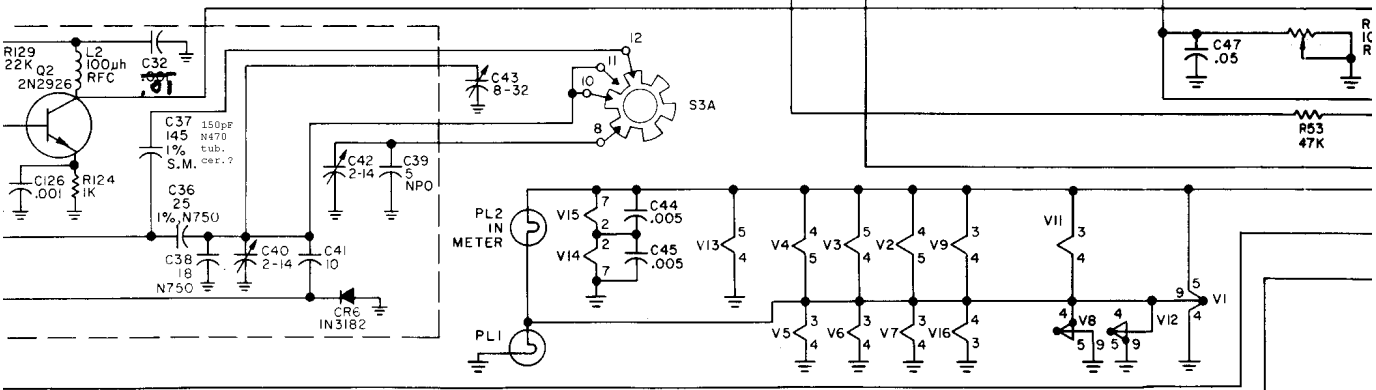 R129
22K
L2
100µh
RFC
C32
.001
.01
Q2
2N2926
C43
8-32
12
11
10
8
S3A
C47
.05
R
10
R
R53
47K
C37
145
1%
S.M.
150pF
N470
tub.
cer.?
C42
2-14
C39
5
NPO
C126
.001
R124
1K
C36
25
1%, N750
C38
18
N750
C40
2-14
C41
10
CR6
1N3182
PL2
IN
METER
PL1
V15
7
2
V14
2
7
C44
.005
C45
.005
V13
5
4
V4
4
5
V3
5
4
V2
4
5
V9
3
4
V11
3
4
V5
3
4
V6
3
4
V7
3
4
V16
4
3
4
V8
5
9
4
5
9
V12
5
9
V1
4